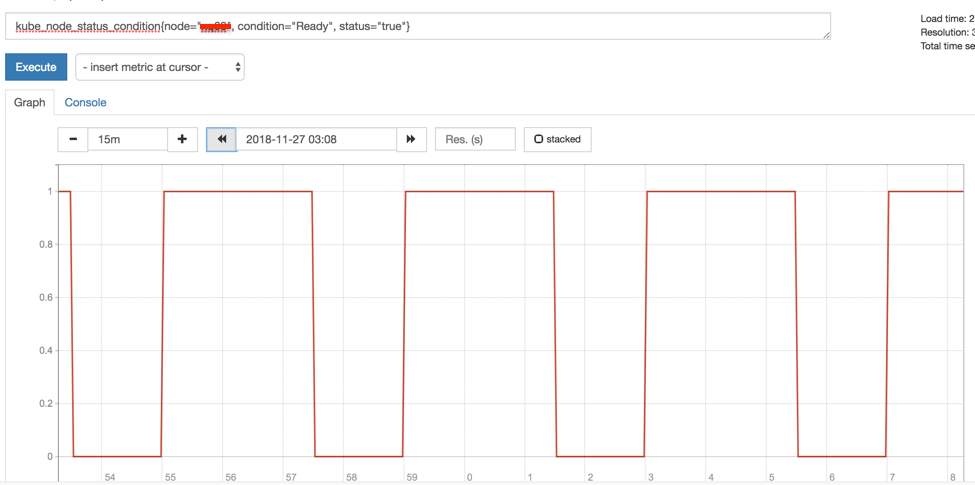 kube_node_status_condition{node=" ", condition="Ready", status="true"}
Load time: 2
Resolution: 3
Total time se
Execute
- insert metric at cursor -
Graph
Console
15m
2018-11-27 03:08
Res. (s)
stacked
1
0.8
0.6
0.4
0.2
0
54 55 56 57 58 59 0 1 2 3 4 5 6 7 8